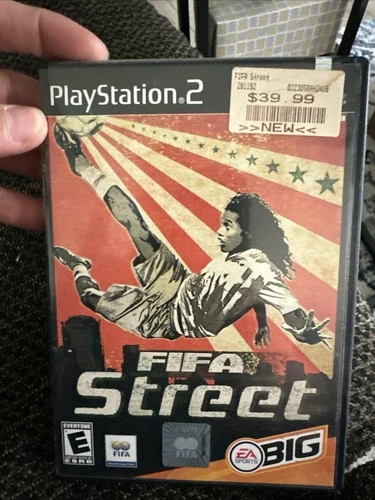 PlayStation®2
FIFA Street
$39.99
>>NEW<<
FIFA
Street
EVERYONE
E
ESRB
FIFA
FIFA
EA
SPORTS
BIG